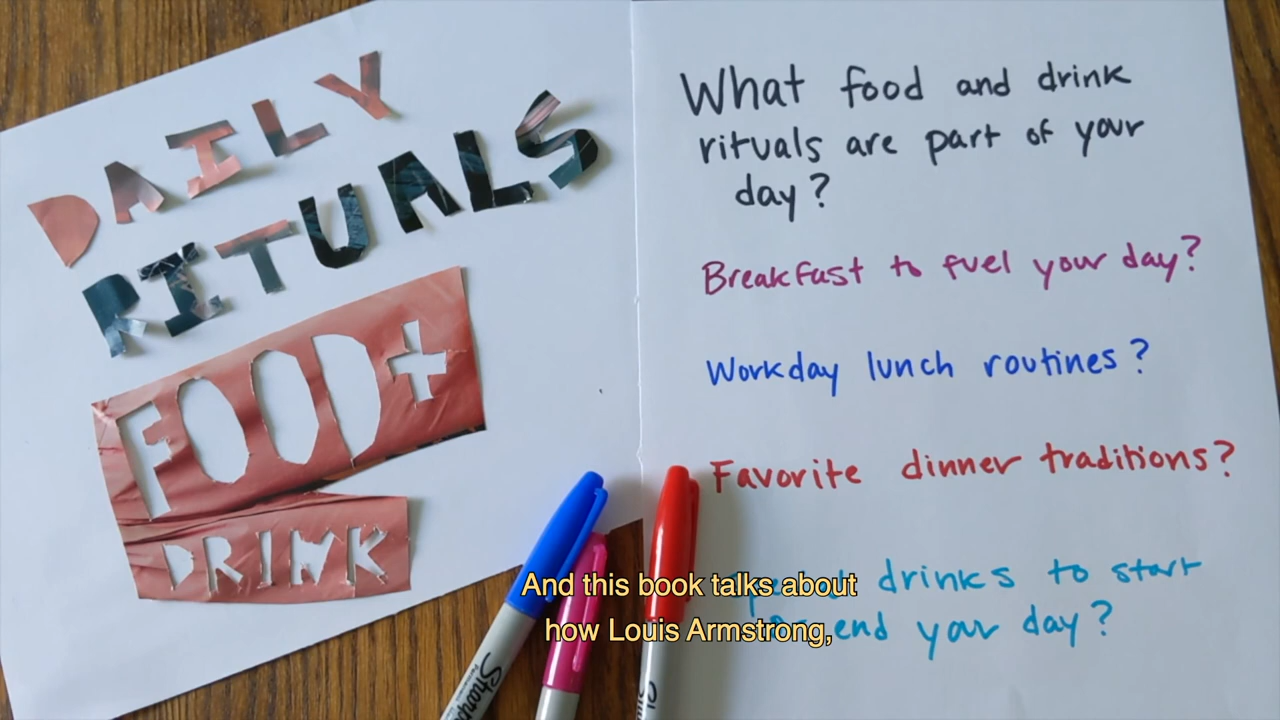 DAILY
RITUALS
FOOD+
DRINK
What food and drink
rituals are part of your
day?
Breakfast to fuel your day?
Workday lunch routines?
Favorite dinner traditions?
drinks to start
end your day?
And this book talks about
how Louis Armstrong,
Sharpie